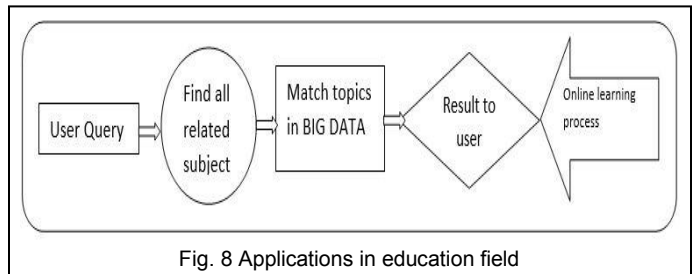 User Query
Find all
related
subject
Match topics
in BIG DATA
Result to
user
Online learning
process
Fig. 8 Applications in education field